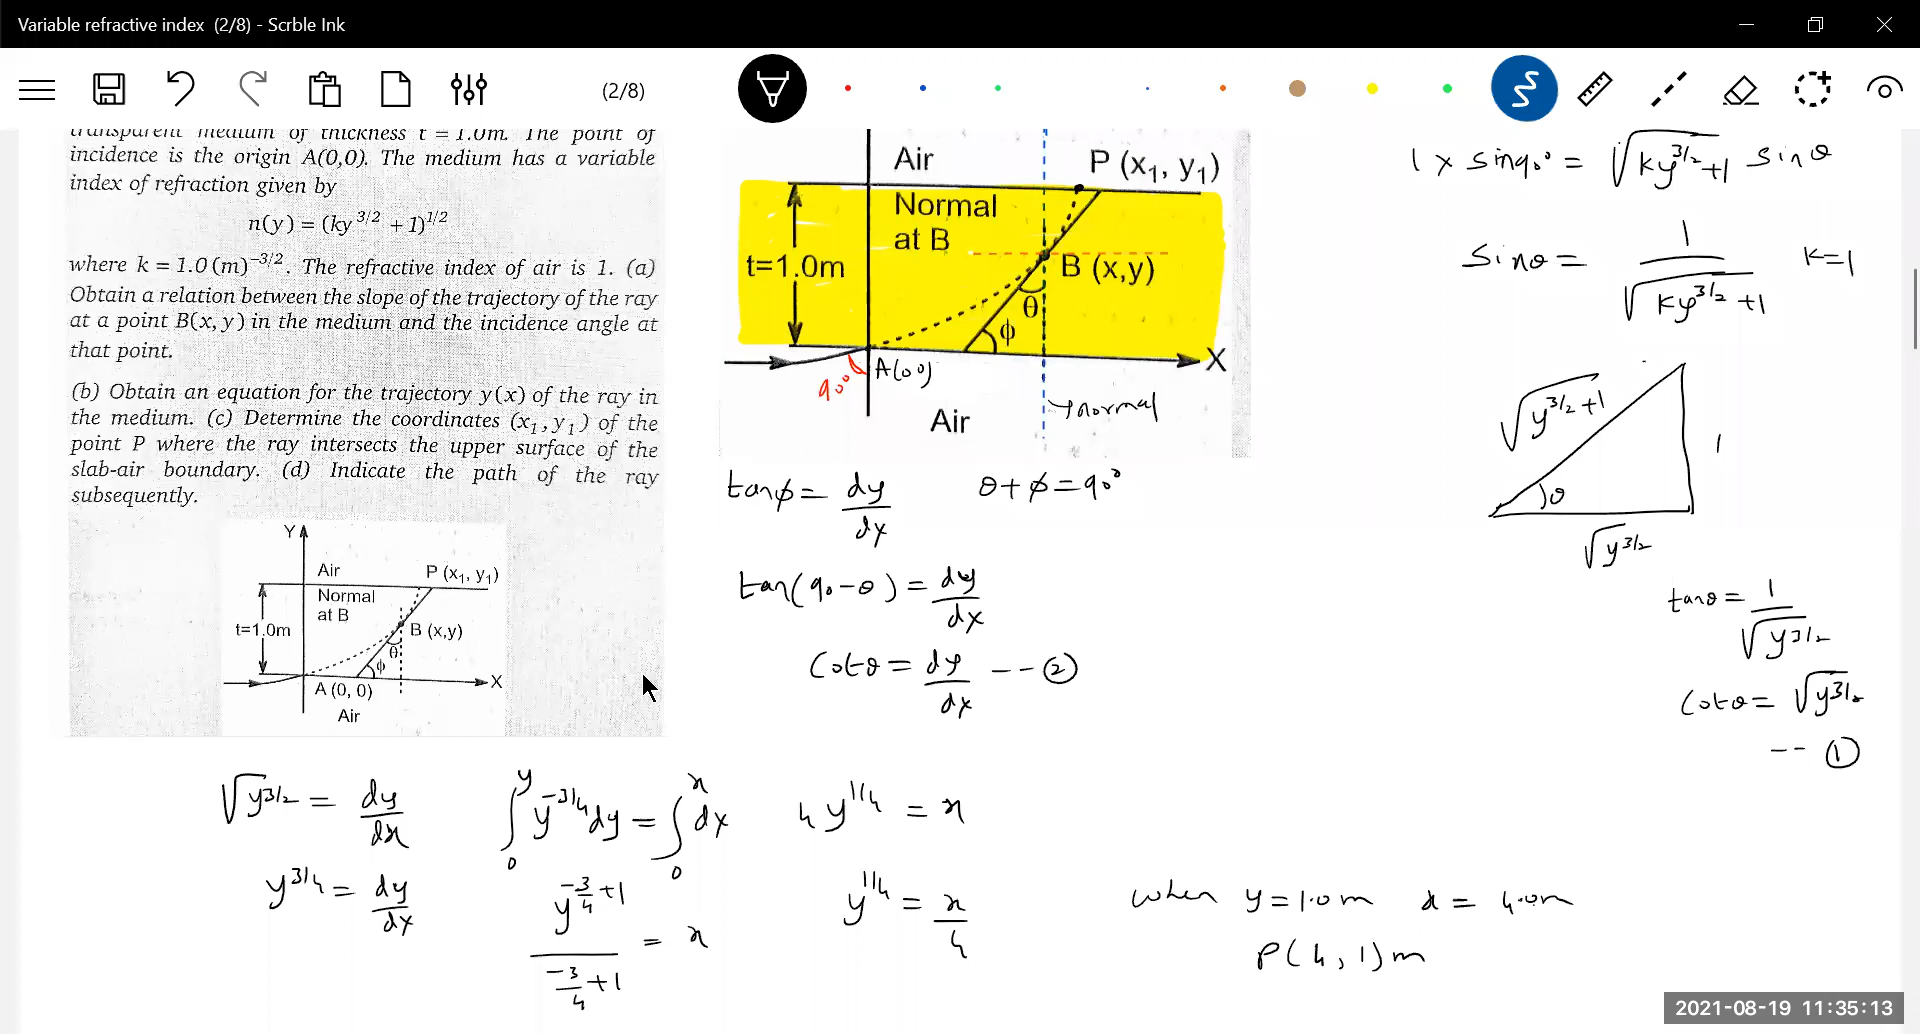 Variable refractive index (2/8) - Scrble Ink
(2/8)
transparent medium of thickness t = 1.0m. The point of
incidence is the origin A(0,0). The medium has a variable
index of refraction given by
n(y) = (ky^3/2 + 1)^1/2
where k = 1.0 (m)^-3/2. The refractive index of air is 1. (a)
Obtain a relation between the slope of the trajectory of the ray
at a point B(x, y) in the medium and the incidence angle at
that point.
(b) Obtain an equation for the trajectory y(x) of the ray in
the medium. (c) Determine the coordinates (x₁, y₁) of the
point P where the ray intersects the upper surface of the
slab-air boundary. (d) Indicate the path of the ray
subsequently.
Y
Air
P (x₁, y₁)
Normal
at B
t=1.0m
B (x,y)
θ
ϕ
X
A (0, 0)
Air
Air
P (x₁, y₁)
Normal
at B
t=1.0m
B (x,y)
θ
ϕ
X
90°
A(00)
Air
normal
tanϕ = dy/dx
θ + ϕ = 90°
tan(90-θ) = dy/dx
cotθ = dy/dx --②
1 x sin90° = √(ky^3/2+1) sinθ
sinθ = 1/√(ky^3/2+1)
k=1
√(y^3/2+1)
1
θ
√y^3/2
tanθ = 1/√y^3/2
cotθ = √y^3/2
--①
√y^3/2 = dy/dx
y^3/4 = dy/dx
∫₀^y y^-3/4 dy = ∫₀^x dx
y^(-3/4+1)/(-3/4+1) = x
4y^1/4 = x
y^1/4 = x/4
when y = 1.0m x = 4.0m
P(4,1)m
2021-08-19 11:35:13